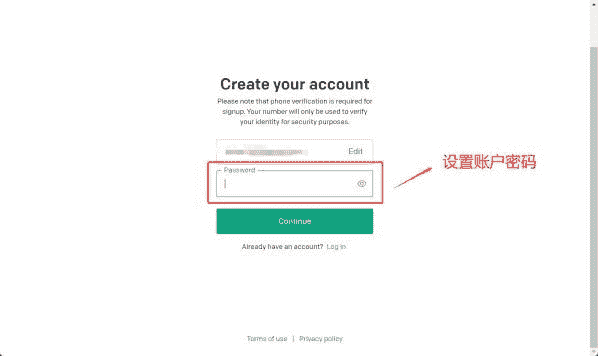 Create your account
Please note that phone verification is required for
signup. Your number will only be used to verify
your identity for security purposes.
Edit
Password
设置账户密码
Continue
Already have an account? Log in
Terms of use | Privacy policy